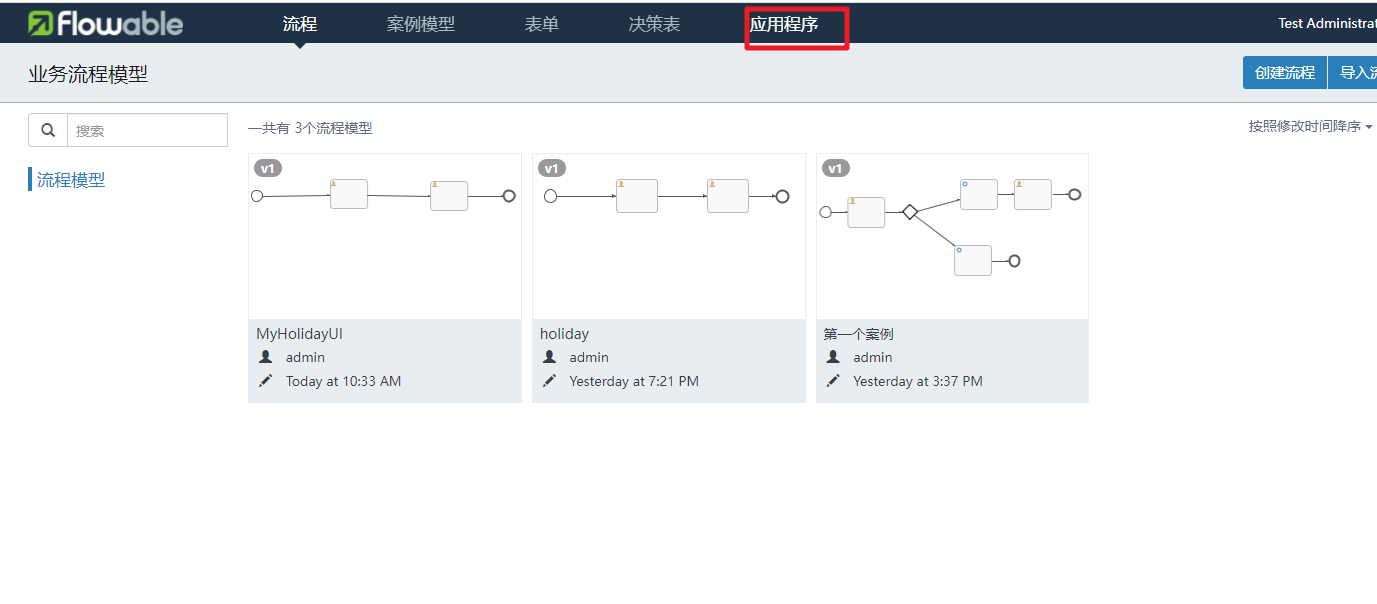 Flowable 流程 案例模型 表单 决策表 应用程序 Test Administrat
业务流程模型 创建流程 导入流
搜索 一共有 3个流程模型 按照修改时间降序
流程模型
v1 v1 v1
MyHolidayUI holiday 第一个案例
admin admin admin
Today at 10:33 AM Yesterday at 7:21 PM Yesterday at 3:37 PM